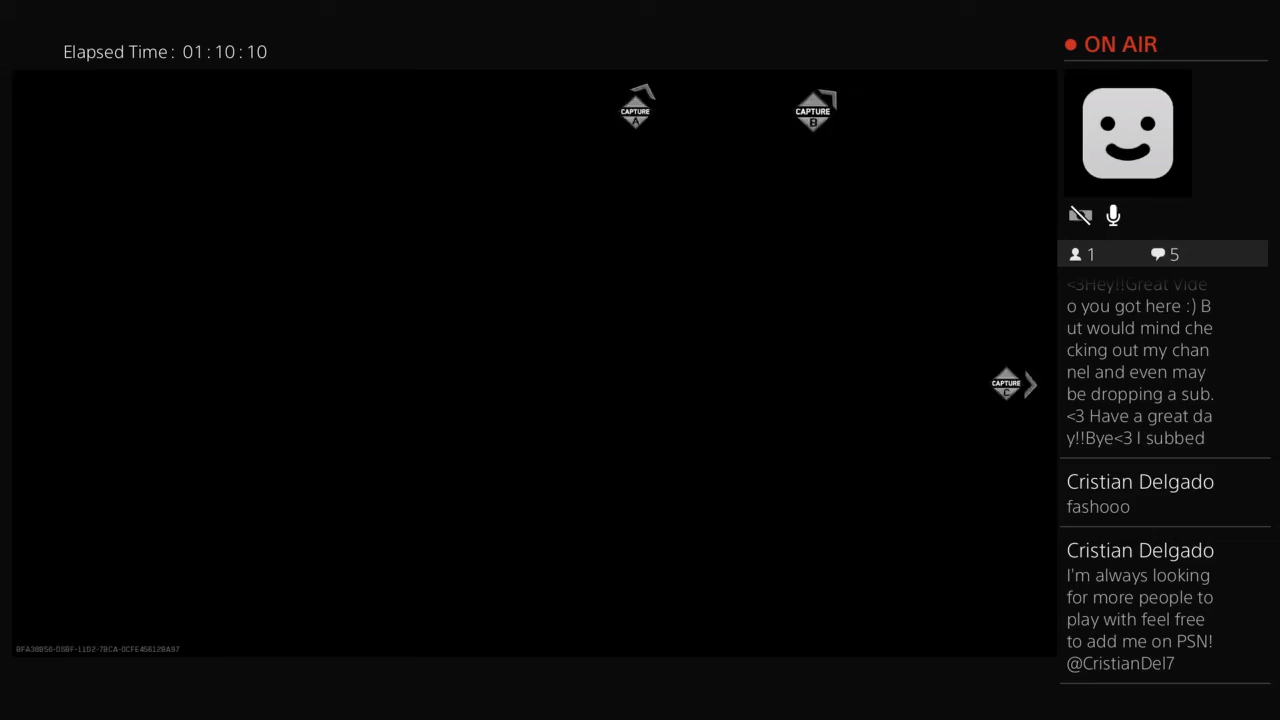 Elapsed Time: 01:10:10
ON AIR
CAPTURE
A
CAPTURE
B
CAPTURE
C
1
5
<3Hey!!Great Vide
o you got here :) B
ut would mind che
cking out my chan
nel and even may
be dropping a sub.
<3 Have a great da
y!!Bye<3 I subbed
Cristian Delgado
fashooo
Cristian Delgado
I'm always looking
for more people to
play with feel free
to add me on PSN!
@CristianDel7